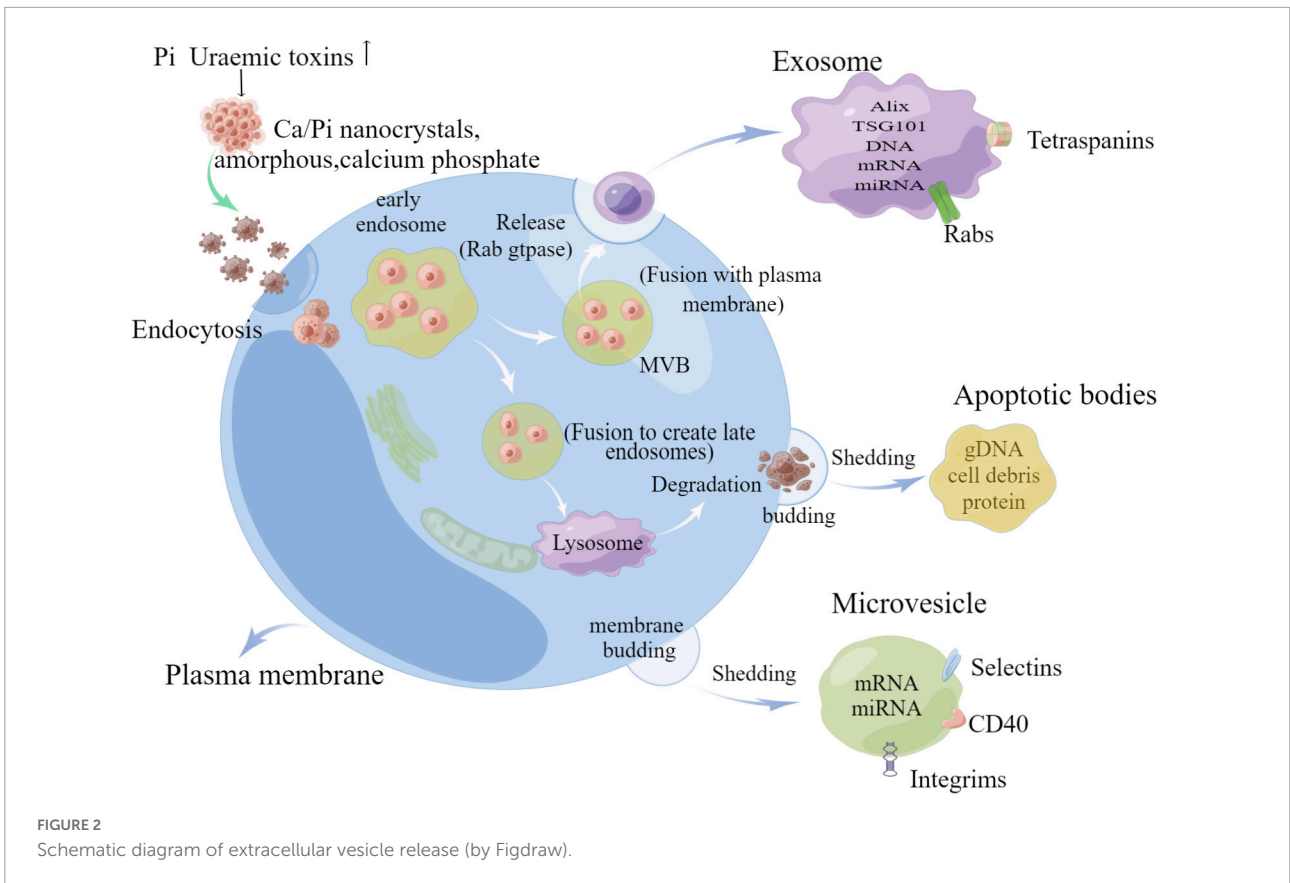 Pi Uraemic toxins ↑
Ca/Pi nanocrystals,
amorphous,calcium phosphate
Endocytosis
early
endosome
Release
(Rab gtpase)
(Fusion with plasma
membrane)
MVB
(Fusion to create late
endosomes)
Lysosome
Degradation
budding
Shedding
membrane
budding
Shedding
Plasma membrane
Exosome
Alix
TSG101
DNA
mRNA
miRNA
Tetraspanins
Rabs
Apoptotic bodies
gDNA
cell debris
protein
Microvesicle
mRNA
miRNA
Selectins
CD40
Integrims
FIGURE 2
Schematic diagram of extracellular vesicle release (by Figdraw).